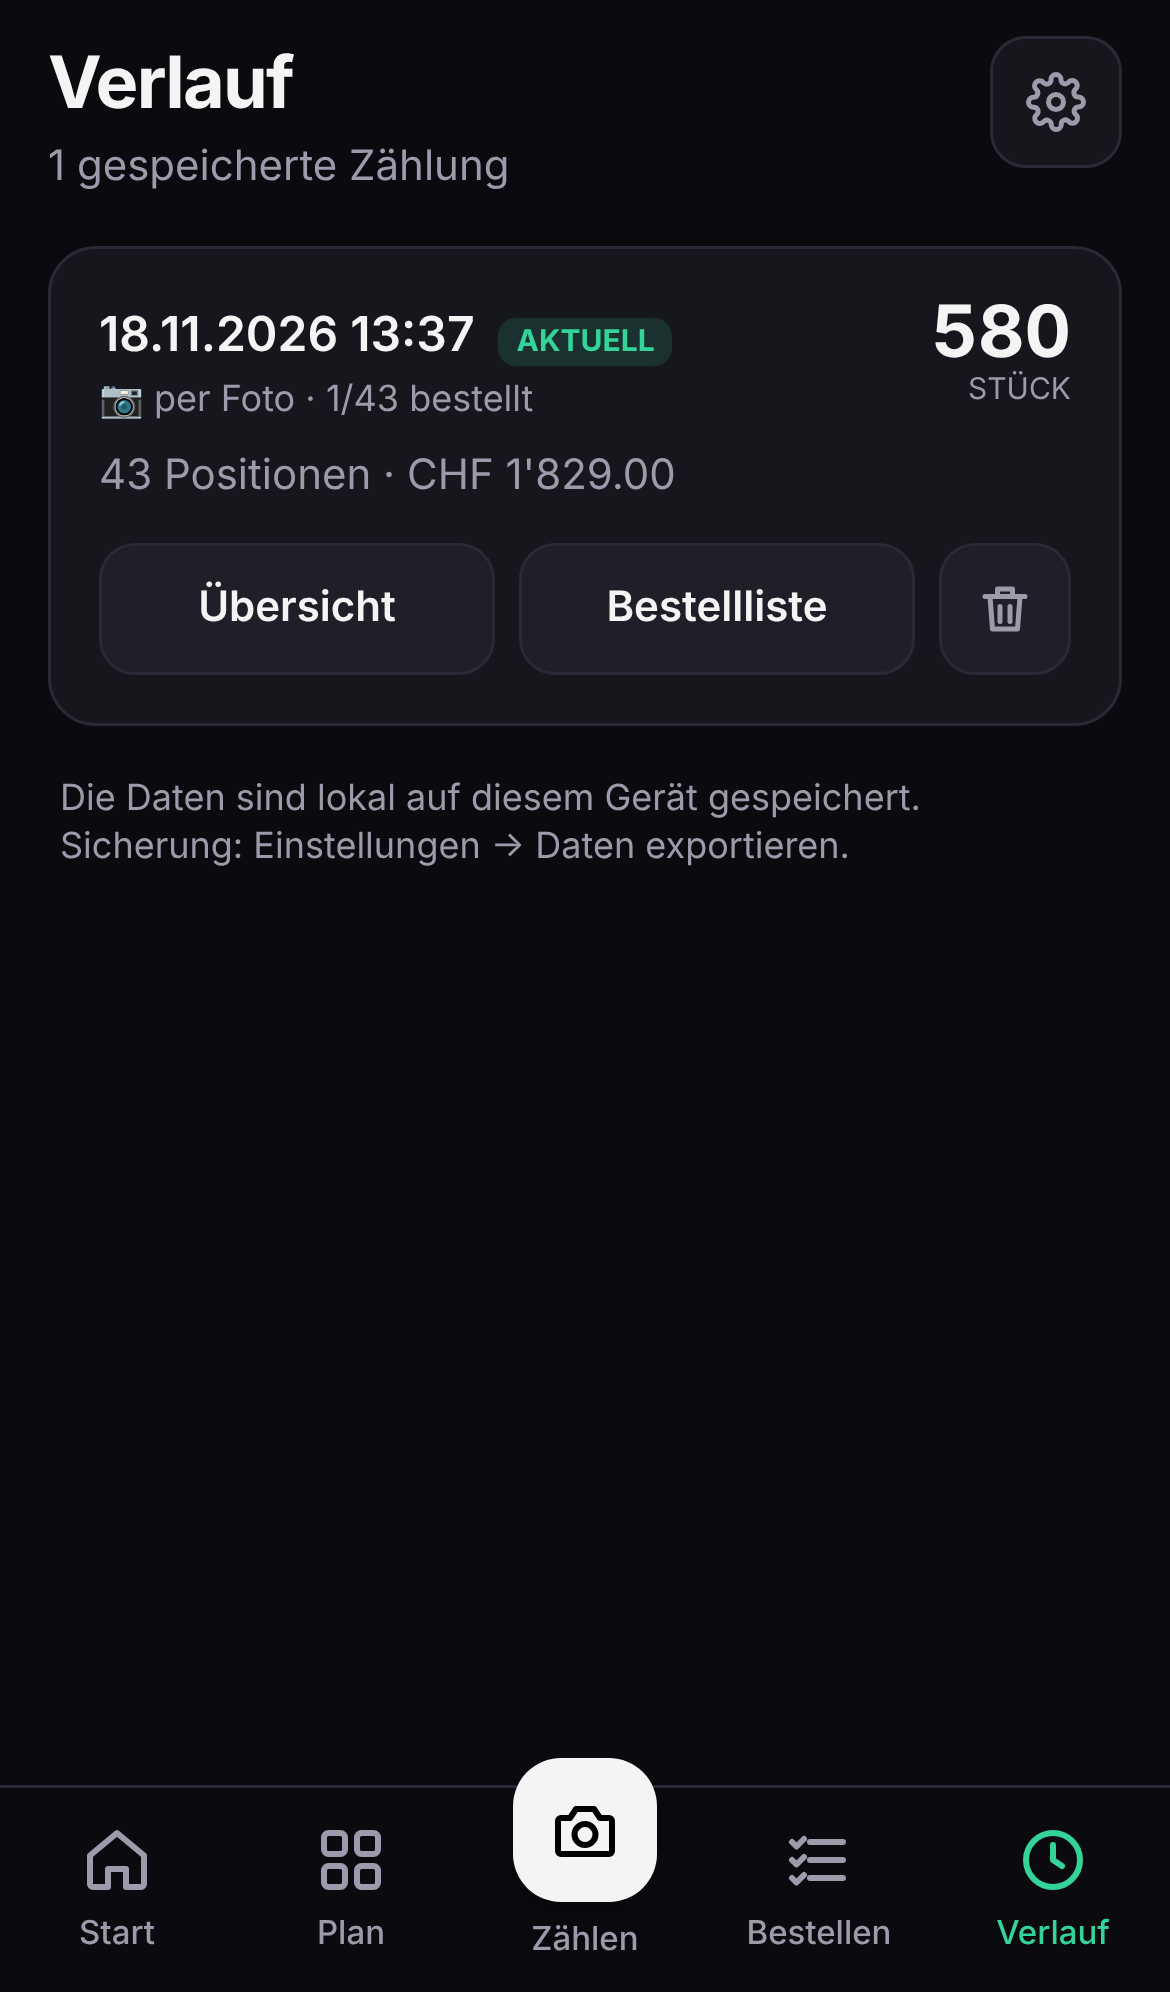 Verlauf
1 gespeicherte Zählung
18.11.2026 13:37 AKTUELL
580
STÜCK
per Foto · 1/43 bestellt
43 Positionen · CHF 1'829.00
Übersicht
Bestellliste
Die Daten sind lokal auf diesem Gerät gespeichert.
Sicherung: Einstellungen → Daten exportieren.
Start
Plan
Zählen
Bestellen
Verlauf